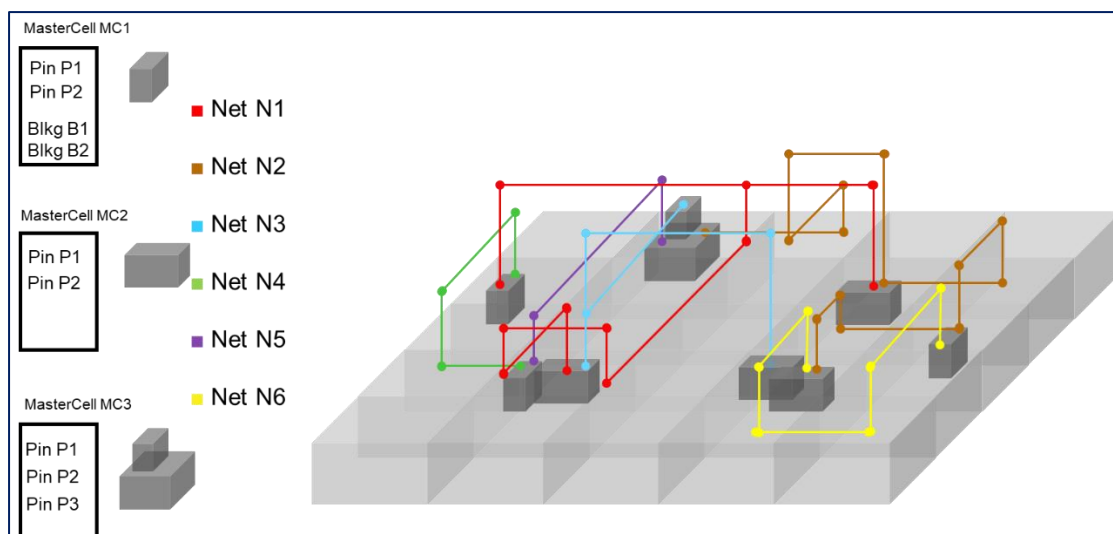 MasterCell MC1
Pin P1
Pin P2
Blkg B1
Blkg B2
MasterCell MC2
Pin P1
Pin P2
MasterCell MC3
Pin P1
Pin P2
Pin P3
Net N1
Net N2
Net N3
Net N4
Net N5
Net N6